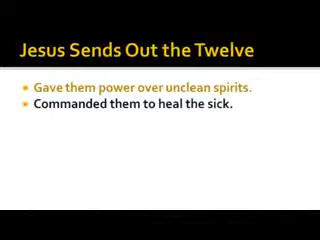 Jesus Sends Out the Twelve
Gave them power over unclean spirits.
Commanded them to heal the sick.